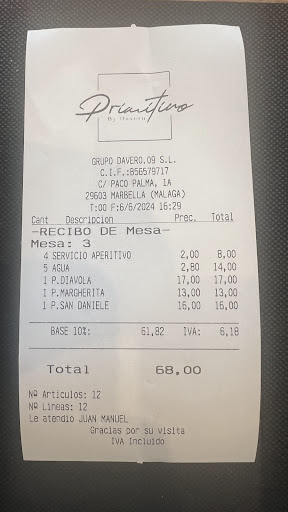 Primitivo
By Davero
GRUPO DAVERO.09 S.L.
C.I.F.:B56579717
C/ PACO PALMA, 1A
29603 MARBELLA (MALAGA)
T:00 F:6/6/2024 16:29
Cant Descripcion Prec. Total
-RECIBO DE Mesa-
Mesa: 3
4 SERVICIO APERITIVO 2,00 8,00
5 AGUA 2,80 14,00
1 P.DIAVOLA 17,00 17,00
1 P.MARGHERITA 13,00 13,00
1 P.SAN DANIELE 16,00 16,00
BASE 10%: 61,82 IVA: 6,18
Total 68,00
Nº Articulos: 12
Nº Lineas: 12
Le atendio JUAN MANUEL
Gracias por su visita
IVA Incluido